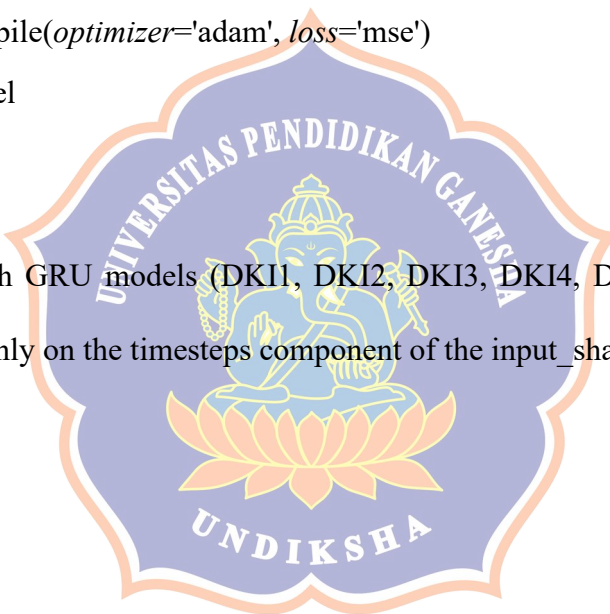 pile(optimizer='adam', loss='mse')
el
UNIVERSITAS PENDIDIKAN GANESHA
h GRU models (DKI1, DKI2, DKI3, DKI4, D
nly on the timesteps component of the input_sha
UNDIKSHA